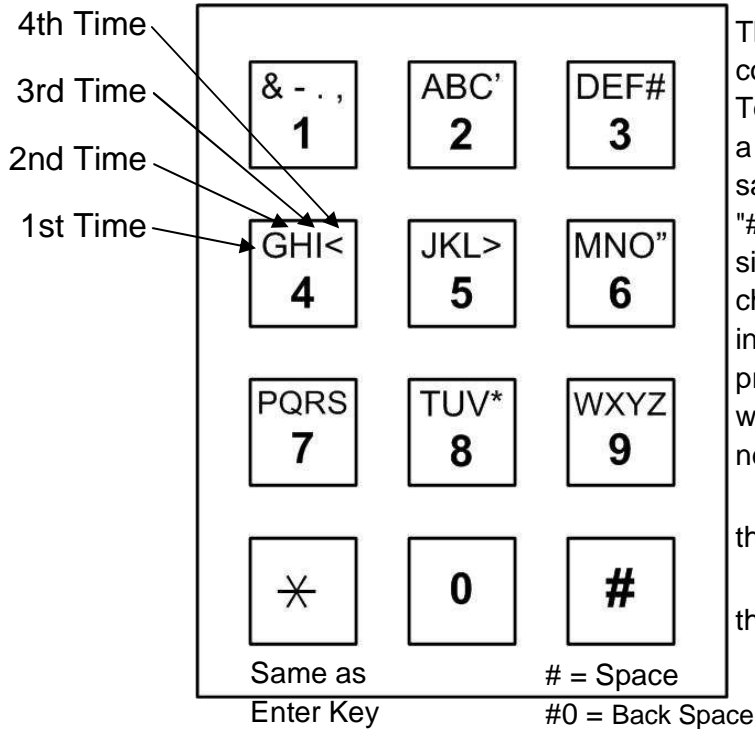 4th Time
3rd Time
2nd Time
1st Time
& - . ,
1
ABC’
2
DEF#
3
GHI<
4
JKL>
5
MNO”
6
PQRS
7
TUV*
8
WXYZ
9
*
0
#
Same as
Enter Key
# = Space
#0 = Back Space